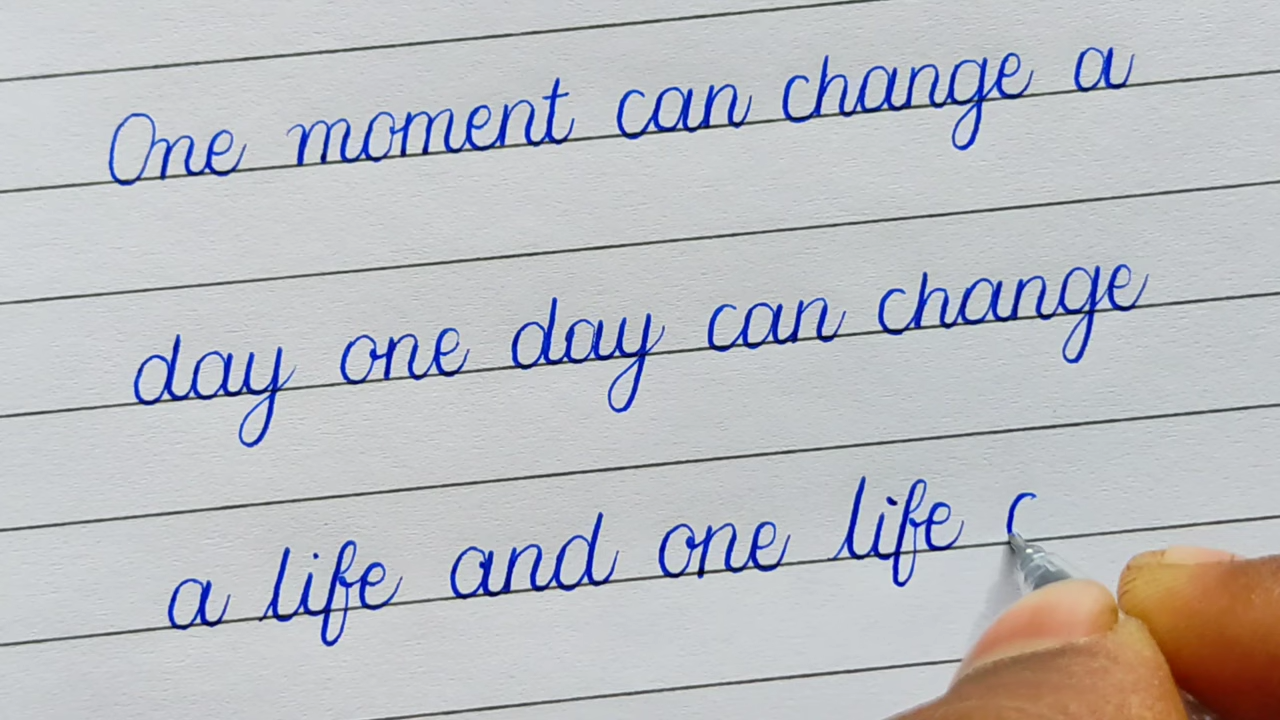 One moment can change a
day one day can change
a life and one life